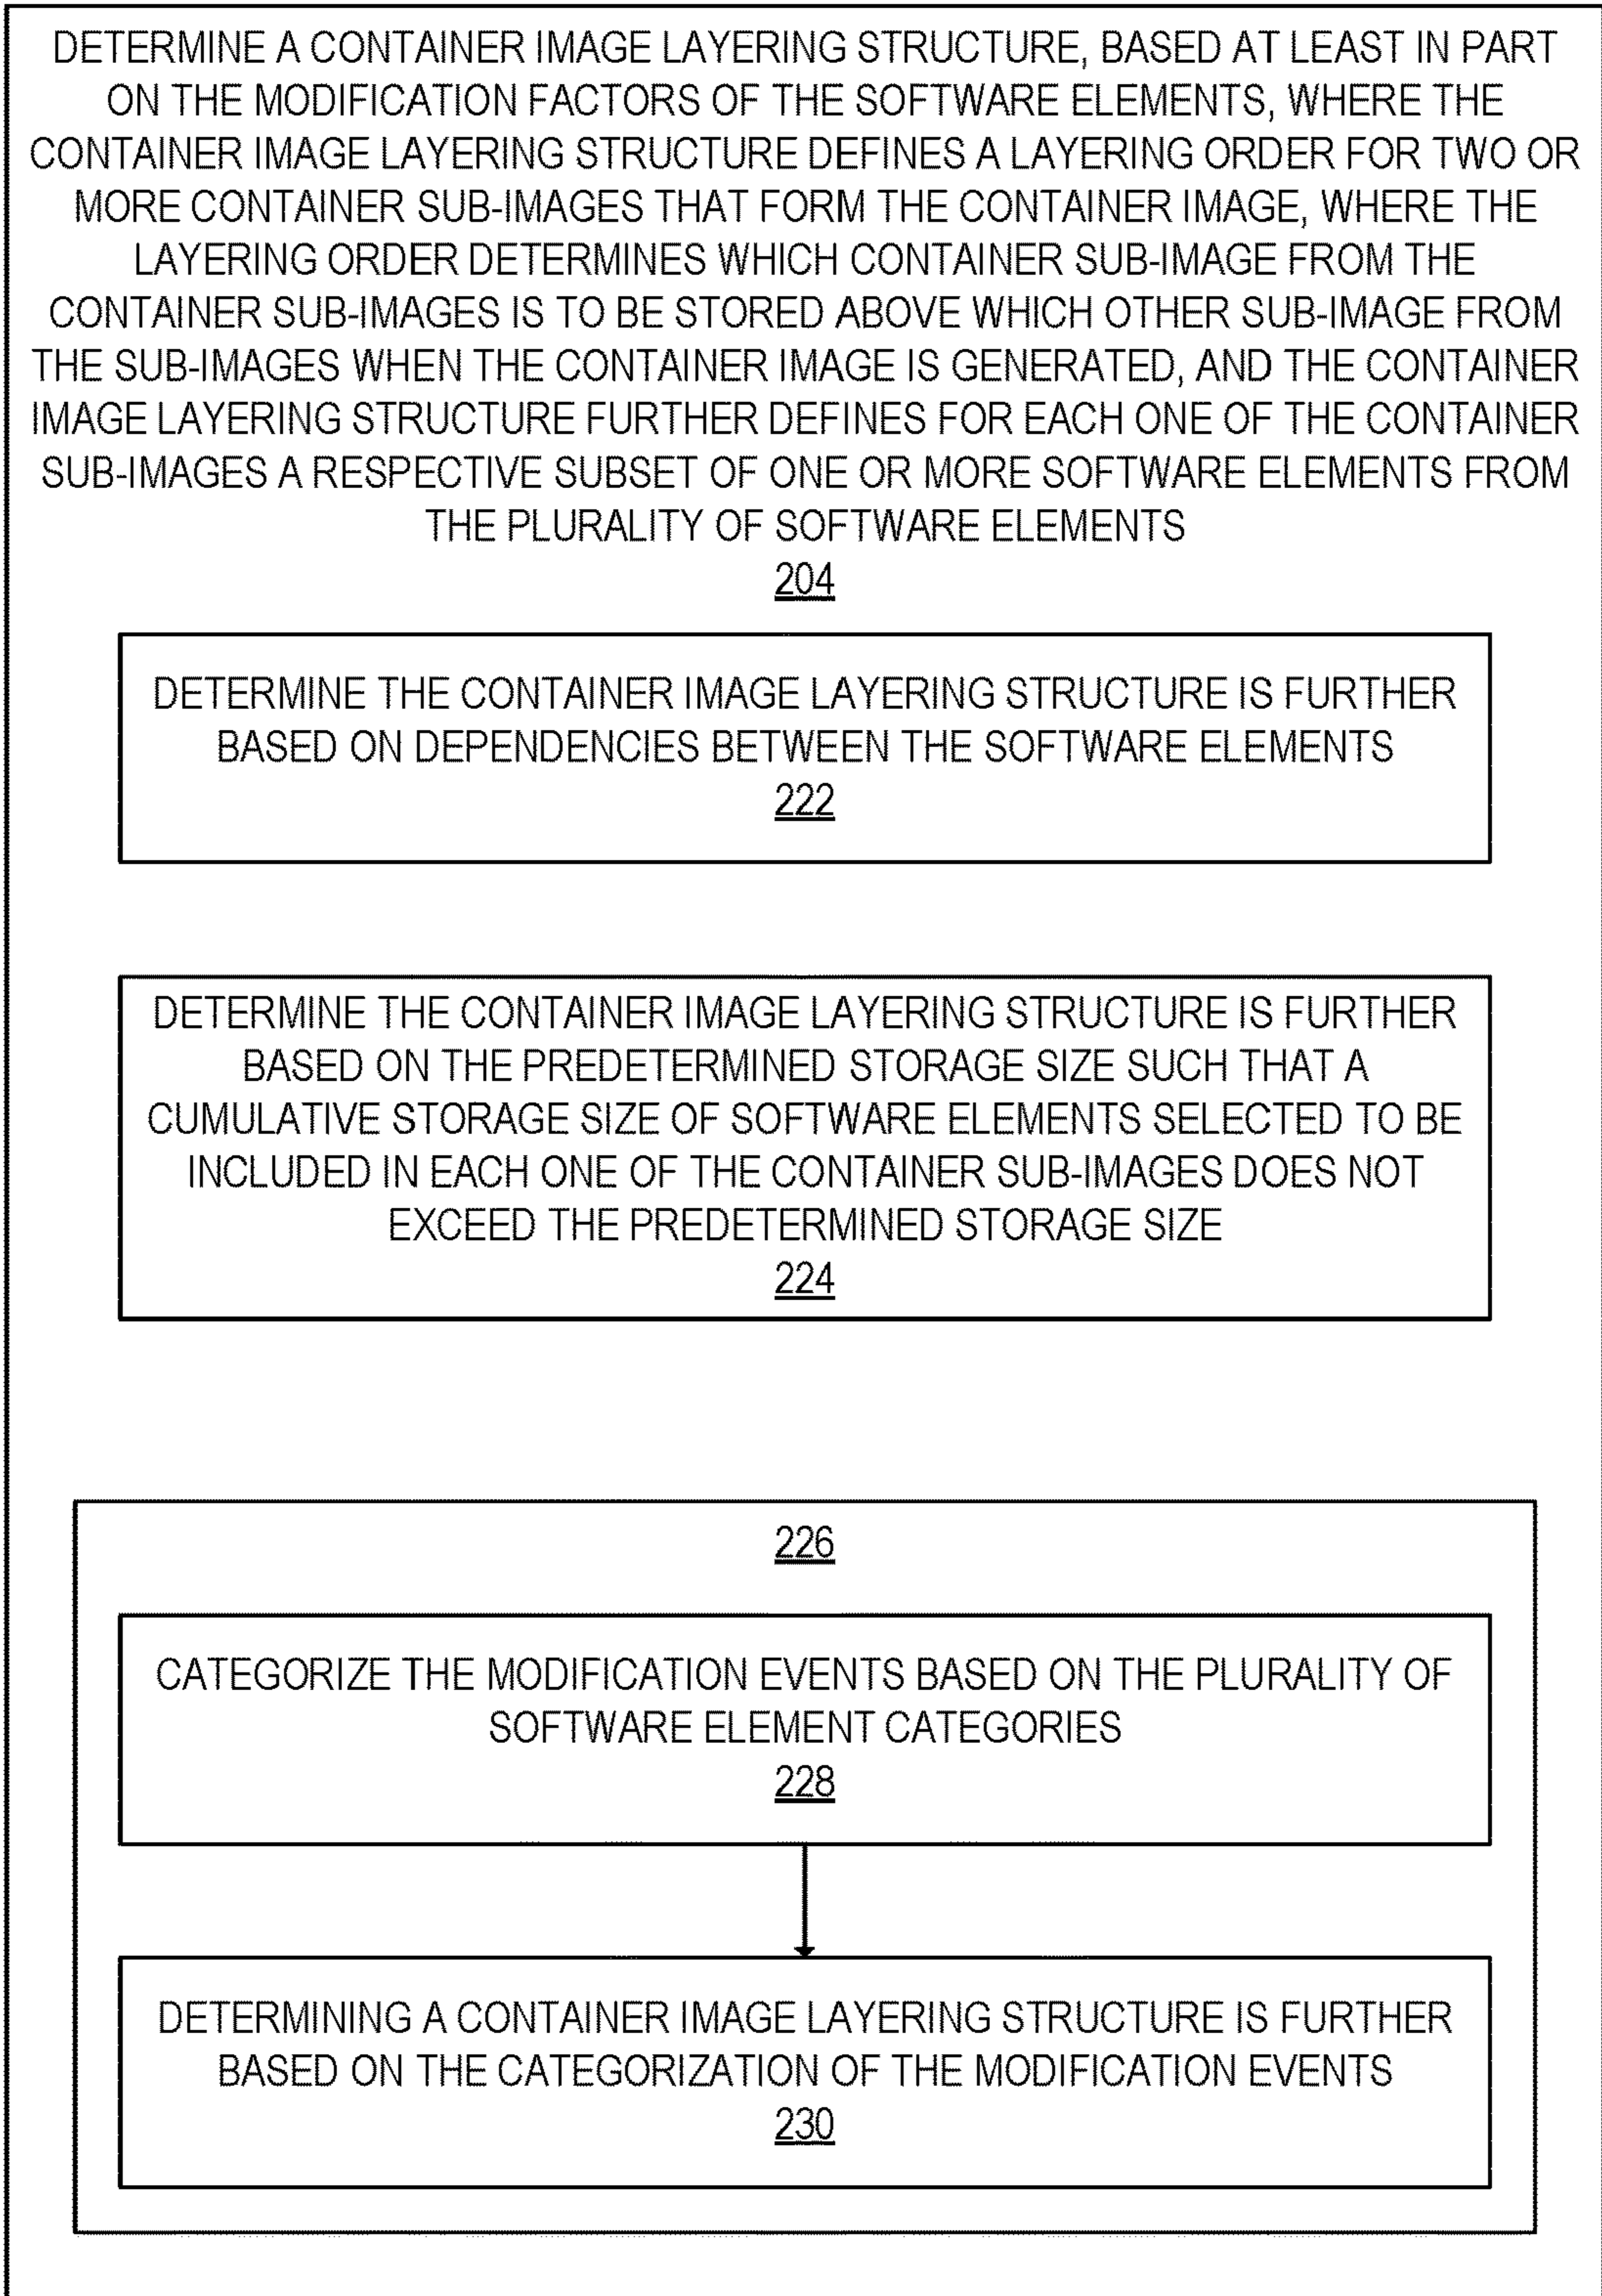 DETERMINE A CONTAINER IMAGE LAYERING STRUCTURE, BASED AT LEAST IN PART
ON THE MODIFICATION FACTORS OF THE SOFTWARE ELEMENTS, WHERE THE
CONTAINER IMAGE LAYERING STRUCTURE DEFINES A LAYERING ORDER FOR TWO OR
MORE CONTAINER SUB-IMAGES THAT FORM THE CONTAINER IMAGE, WHERE THE
LAYERING ORDER DETERMINES WHICH CONTAINER SUB-IMAGE FROM THE
CONTAINER SUB-IMAGES IS TO BE STORED ABOVE WHICH OTHER SUB-IMAGE FROM
THE SUB-IMAGES WHEN THE CONTAINER IMAGE IS GENERATED, AND THE CONTAINER
IMAGE LAYERING STRUCTURE FURTHER DEFINES FOR EACH ONE OF THE CONTAINER
SUB-IMAGES A RESPECTIVE SUBSET OF ONE OR MORE SOFTWARE ELEMENTS FROM
THE PLURALITY OF SOFTWARE ELEMENTS
204
DETERMINE THE CONTAINER IMAGE LAYERING STRUCTURE IS FURTHER
BASED ON DEPENDENCIES BETWEEN THE SOFTWARE ELEMENTS
222
DETERMINE THE CONTAINER IMAGE LAYERING STRUCTURE IS FURTHER
BASED ON THE PREDETERMINED STORAGE SIZE SUCH THAT A
CUMULATIVE STORAGE SIZE OF SOFTWARE ELEMENTS SELECTED TO BE
INCLUDED IN EACH ONE OF THE CONTAINER SUB-IMAGES DOES NOT
EXCEED THE PREDETERMINED STORAGE SIZE
224
226
CATEGORIZE THE MODIFICATION EVENTS BASED ON THE PLURALITY OF
SOFTWARE ELEMENT CATEGORIES
228
DETERMINING A CONTAINER IMAGE LAYERING STRUCTURE IS FURTHER
BASED ON THE CATEGORIZATION OF THE MODIFICATION EVENTS
230